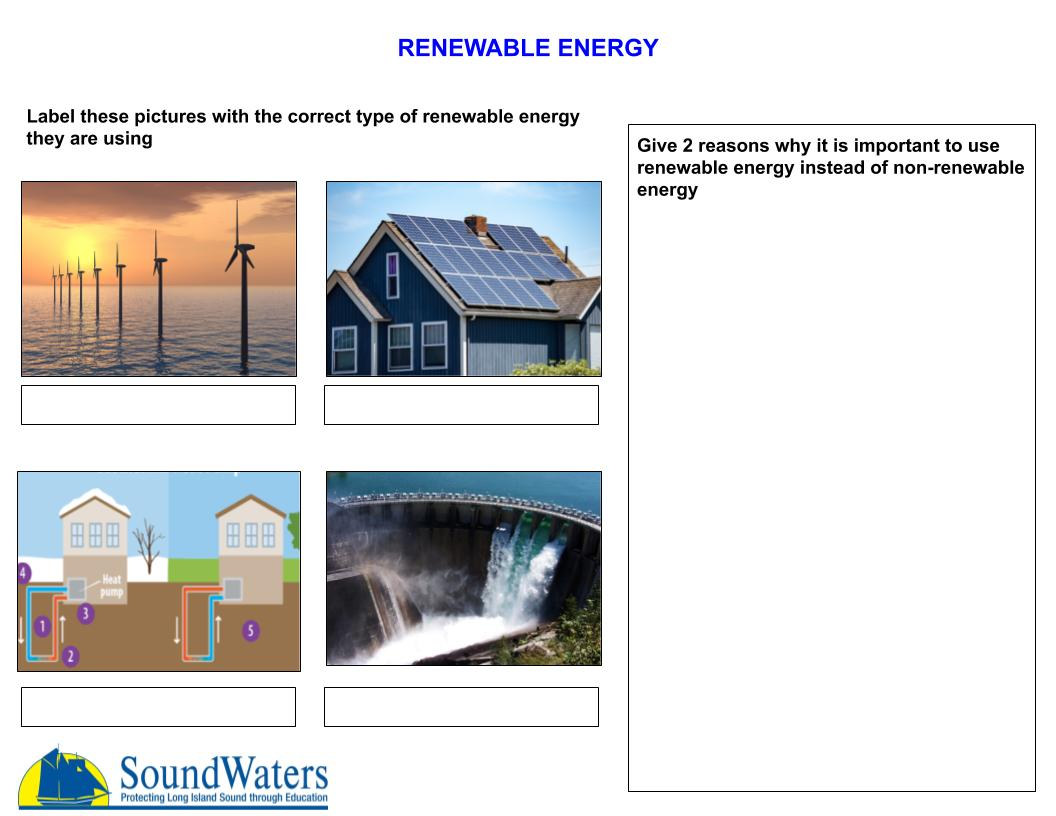 RENEWABLE ENERGY
Label these pictures with the correct type of renewable energy
they are using
Give 2 reasons why it is important to use
renewable energy instead of non-renewable
energy
4
Heat
pump
3
1
2
5
SoundWaters
Protecting Long Island Sound through Education